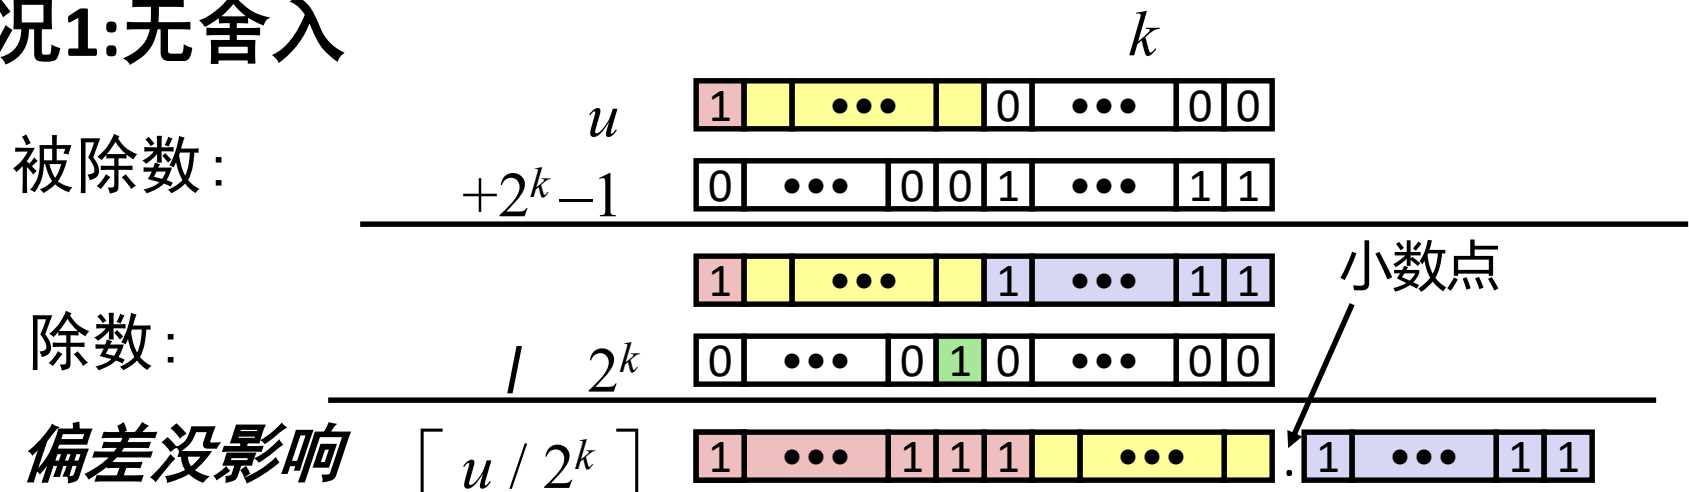 况1:无舍入
k
u 1 ••• 0 ••• 0 0
被除数:
+2^k–1 0 ••• 0 0 1 ••• 1 1
1 ••• 1 ••• 1 1
小数点
除数:
/ 2^k 0 ••• 0 1 0 ••• 0 0
偏差没影响 ⌈ u / 2^k ⌉ 1 ••• 1 1 1 ••• . 1 ••• 1 1